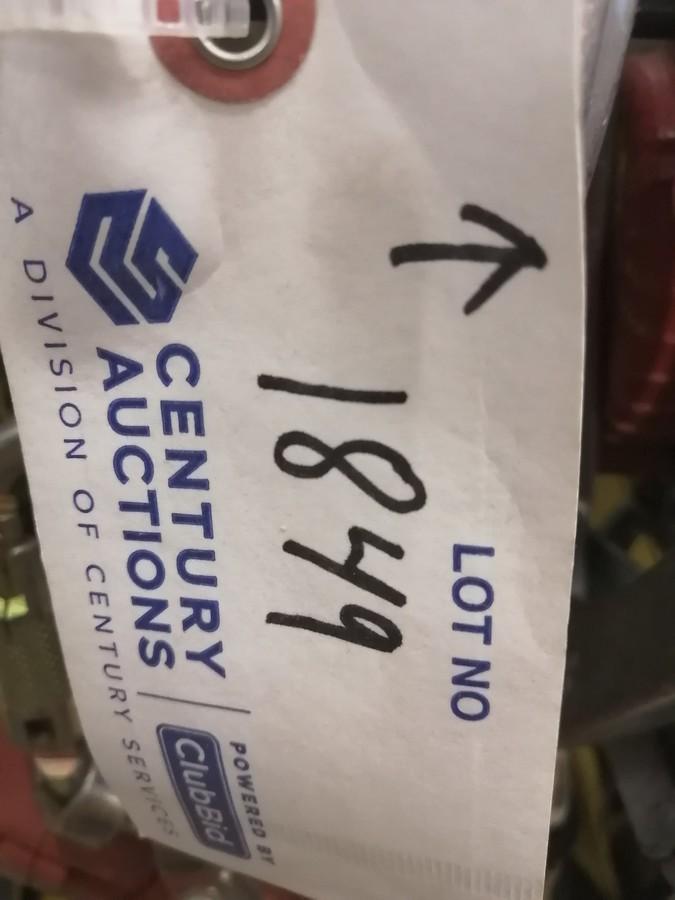 LOT NO
↑
1849
CENTURY
AUCTIONS
POWERED BY
ClubBid
A DIVISION OF CENTURY SERVICES